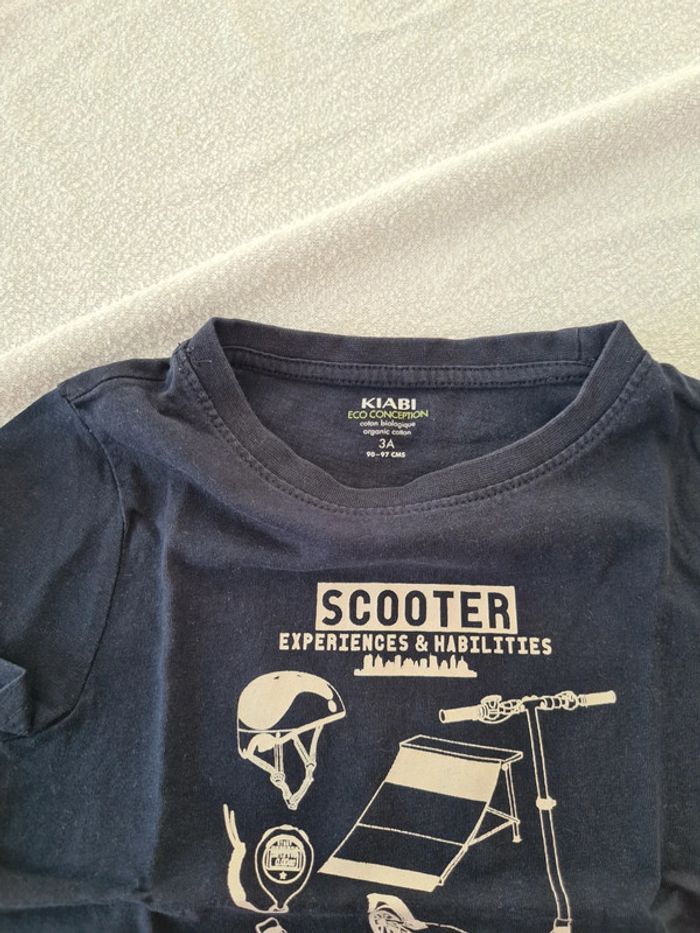 KIABI
ECO CONCEPTION
coton biologique
organic cotton
3A
90-97 CMS
SCOOTER
EXPERIENCES & HABILITIES